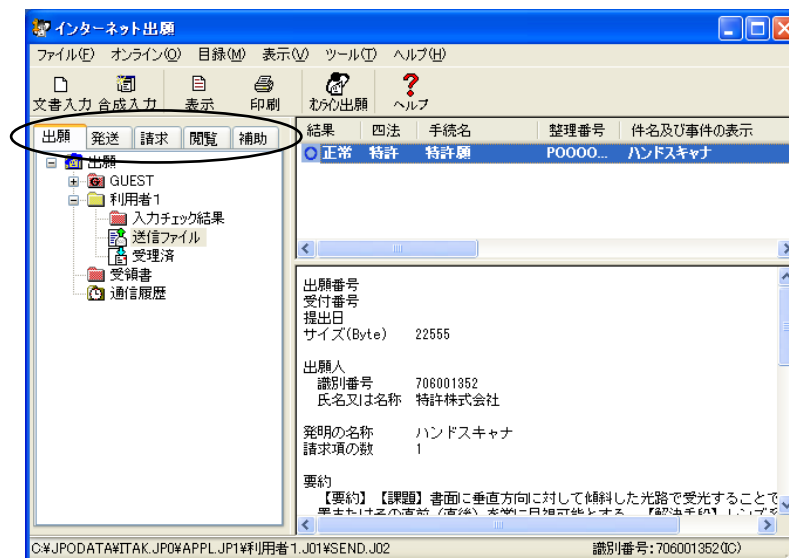 インターネット出願
ファイル(F) オンライン(O) 目録(M) 表示(V) ツール(T) ヘルプ(H)
文書入力 合成入力 表示 印刷 オンライン出願 ヘルプ
出願 発送 請求 閲覧 補助
結果 四法 手続名 整理番号 件名及び事件の表示
正常 特許 特許願 P0000... ハンドスキャナ
出願
GUEST
利用者1
入力チェック結果
送信ファイル
受理済
受領書
通信履歴
出願番号
受付番号
提出日
サイズ(Byte) 22555
出願人
識別番号 706001352
氏名又は名称 特許株式会社
発明の名称 ハンドスキャナ
請求項の数 1
要約
【要約】【課題】書面に垂直方向に対して傾斜した光路で受光することで
C:¥JPODATA¥ITAK.JP0¥APPL.JP1¥利用者1.J01¥SEND.J02 識別番号:706001352(IC)